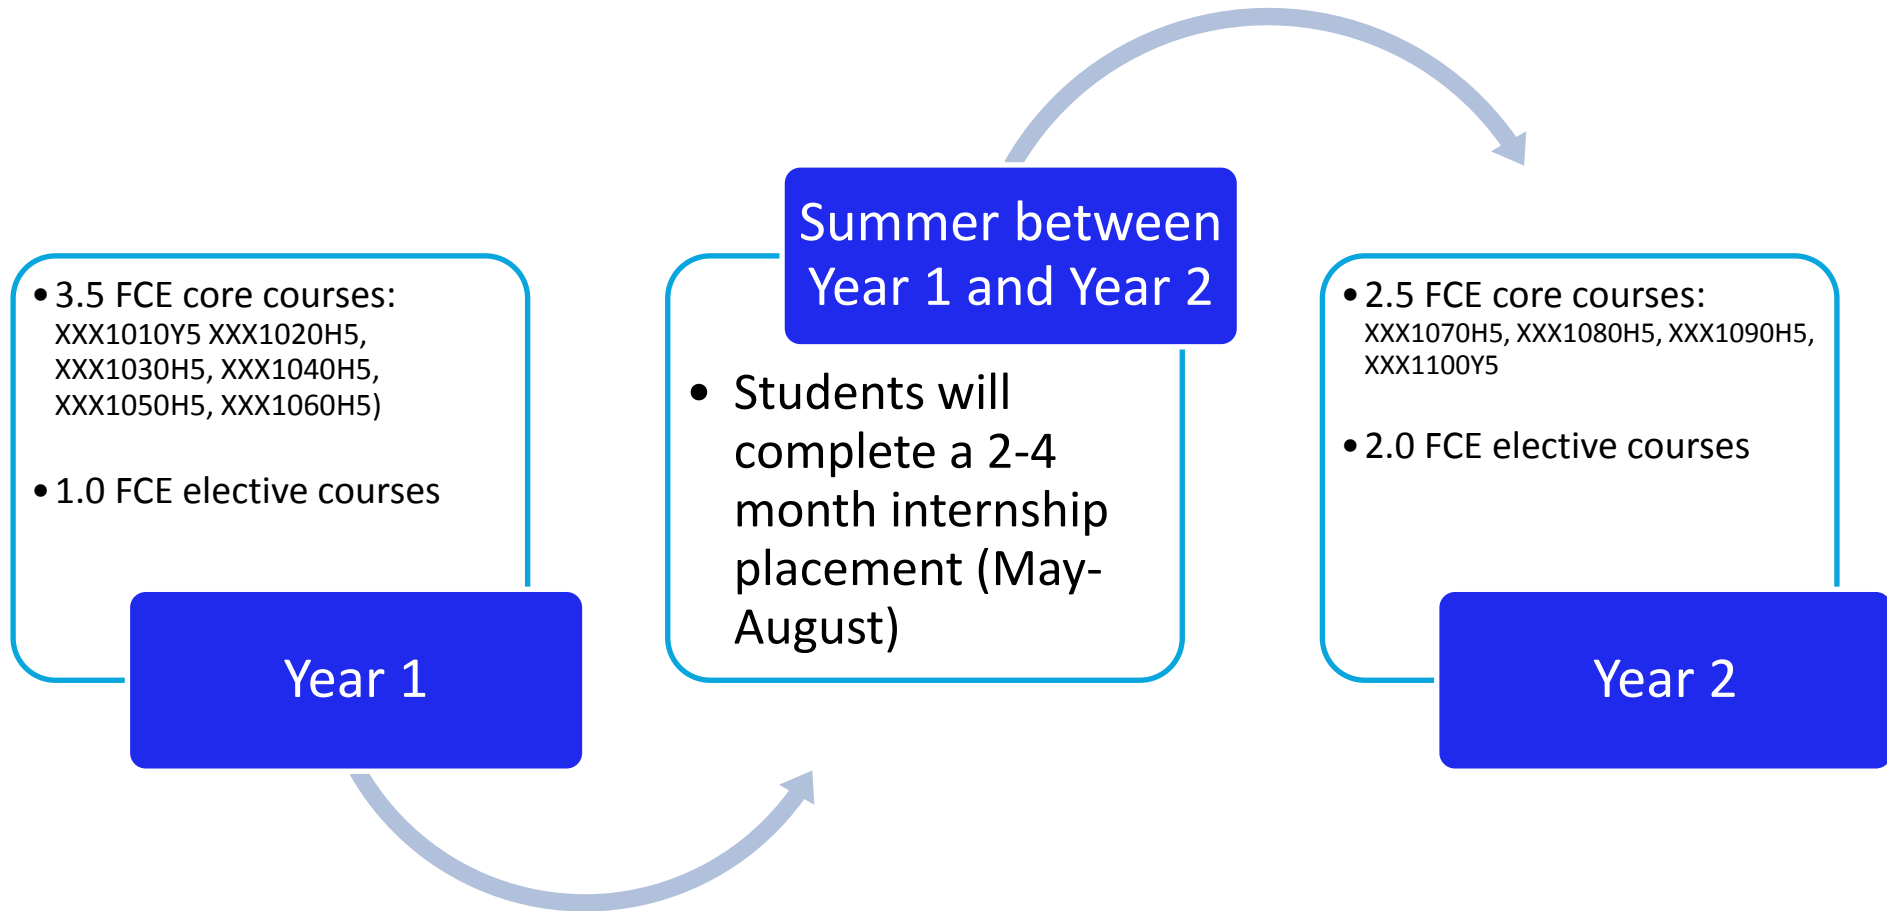 • 3.5 FCE core courses:
XXX1010Y5 XXX1020H5,
XXX1030H5, XXX1040H5,
XXX1050H5, XXX1060H5)
• 1.0 FCE elective courses
Year 1
Summer between
Year 1 and Year 2
• Students will
complete a 2-4
month internship
placement (May-
August)
• 2.5 FCE core courses:
XXX1070H5, XXX1080H5, XXX1090H5,
XXX1100Y5
• 2.0 FCE elective courses
Year 2